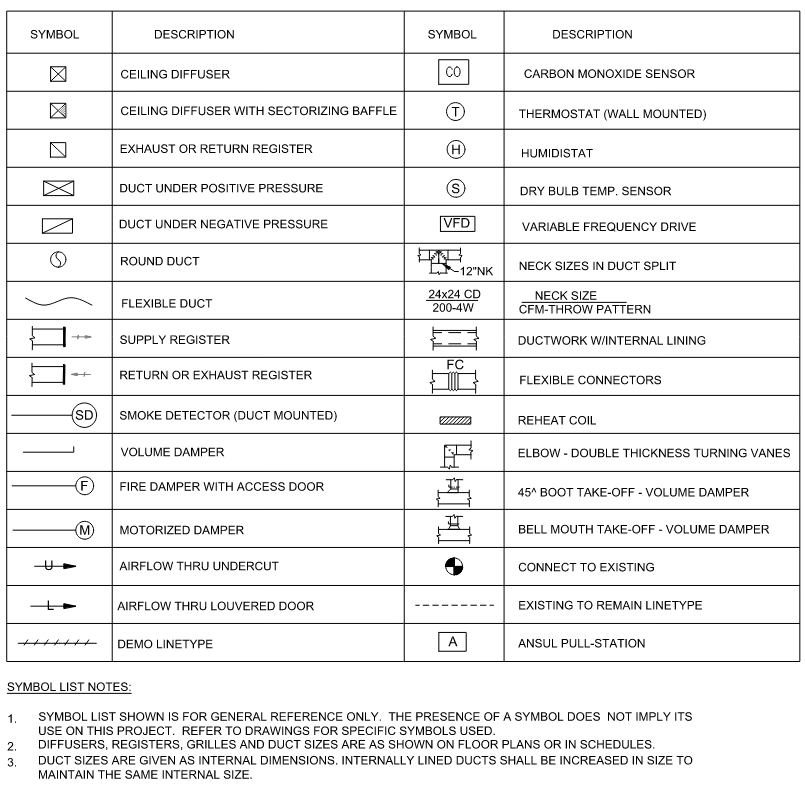 SYMBOL DESCRIPTION SYMBOL DESCRIPTION
CEILING DIFFUSER CO CARBON MONOXIDE SENSOR
CEILING DIFFUSER WITH SECTORIZING BAFFLE T THERMOSTAT (WALL MOUNTED)
EXHAUST OR RETURN REGISTER H HUMIDISTAT
DUCT UNDER POSITIVE PRESSURE S DRY BULB TEMP. SENSOR
DUCT UNDER NEGATIVE PRESSURE VFD VARIABLE FREQUENCY DRIVE
ROUND DUCT 12"NK NECK SIZES IN DUCT SPLIT
FLEXIBLE DUCT 24x24 CD NECK SIZE
200-4W CFM-THROW PATTERN
SUPPLY REGISTER DUCTWORK W/INTERNAL LINING
RETURN OR EXHAUST REGISTER FC FLEXIBLE CONNECTORS
SD SMOKE DETECTOR (DUCT MOUNTED) REHEAT COIL
VOLUME DAMPER ELBOW - DOUBLE THICKNESS TURNING VANES
F FIRE DAMPER WITH ACCESS DOOR 45^ BOOT TAKE-OFF - VOLUME DAMPER
M MOTORIZED DAMPER BELL MOUTH TAKE-OFF - VOLUME DAMPER
U AIRFLOW THRU UNDERCUT CONNECT TO EXISTING
L AIRFLOW THRU LOUVERED DOOR EXISTING TO REMAIN LINETYPE
DEMO LINETYPE A ANSUL PULL-STATION
SYMBOL LIST NOTES:
1. SYMBOL LIST SHOWN IS FOR GENERAL REFERENCE ONLY. THE PRESENCE OF A SYMBOL DOES NOT IMPLY ITS
USE ON THIS PROJECT. REFER TO DRAWINGS FOR SPECIFIC SYMBOLS USED.
2. DIFFUSERS, REGISTERS, GRILLES AND DUCT SIZES ARE AS SHOWN ON FLOOR PLANS OR IN SCHEDULES.
3. DUCT SIZES ARE GIVEN AS INTERNAL DIMENSIONS. INTERNALLY LINED DUCTS SHALL BE INCREASED IN SIZE TO
MAINTAIN THE SAME INTERNAL SIZE.